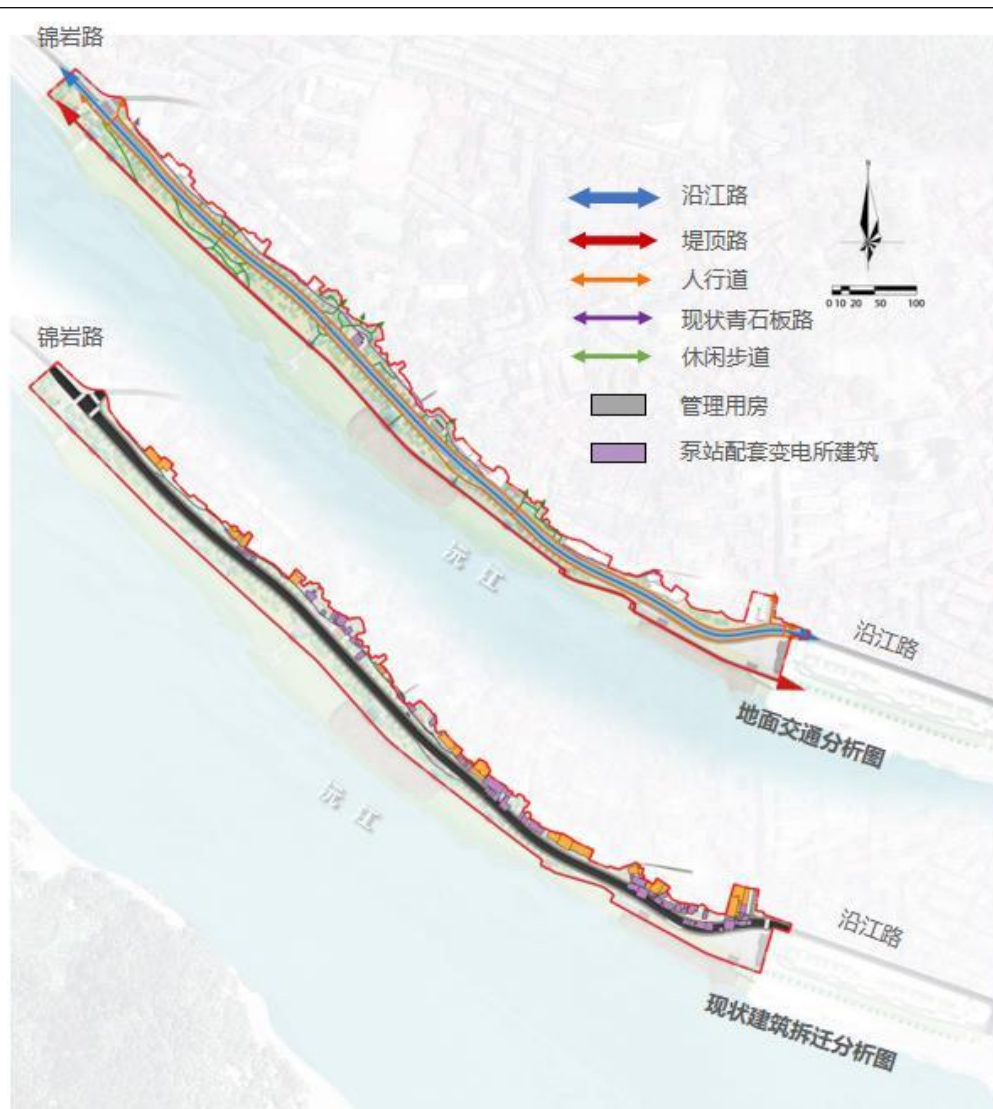 锦岩路
沿江路
堤顶路
人行道
0 10 20 50 100
现状青石板路
锦岩路
休闲步道
管理用房
泵站配套变电所建筑
沅江
沿江路
地面交通分析图
沅江
沿江路
现状建筑拆迁分析图